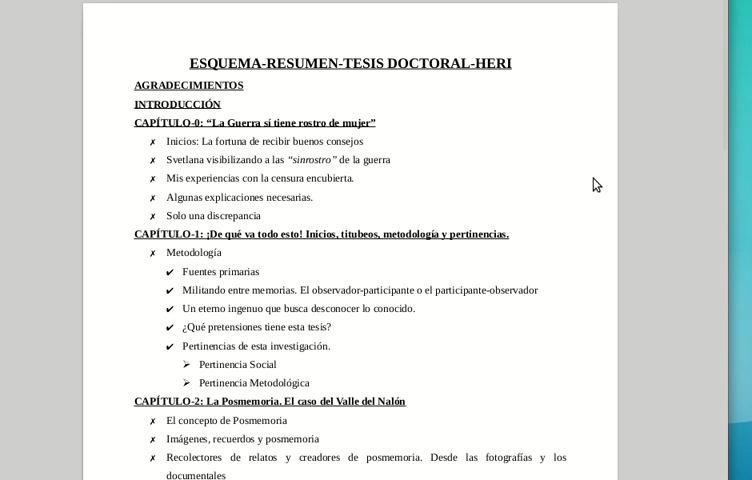 ESQUEMA-RESUMEN-TESIS DOCTORAL-HERI
AGRADECIMIENTOS
INTRODUCCIÓN
CAPÍTULO-0: “La Guerra sí tiene rostro de mujer”
✗ Inicios: La fortuna de recibir buenos consejos
✗ Svetlana visibilizando a las “sinrostro” de la guerra
✗ Mis experiencias con la censura encubierta.
✗ Algunas explicaciones necesarias.
✗ Solo una discrepancia
CAPÍTULO-1: ¡De qué va todo esto! Inicios, titubeos, metodología y pertinencias.
✗ Metodología
✔ Fuentes primarias
✔ Militando entre memorias. El observador-participante o el participante-observador
✔ Un eterno ingenuo que busca desconocer lo conocido.
✔ ¿Qué pretensiones tiene esta tesis?
✔ Pertinencias de esta investigación.
➢ Pertinencia Social
➢ Pertinencia Metodológica
CAPÍTULO-2: La Posmemoria. El caso del Valle del Nalón
✗ El concepto de Posmemoria
✗ Imágenes, recuerdos y posmemoria
✗ Recolectores de relatos y creadores de posmemoria. Desde las fotografías y los
documentales